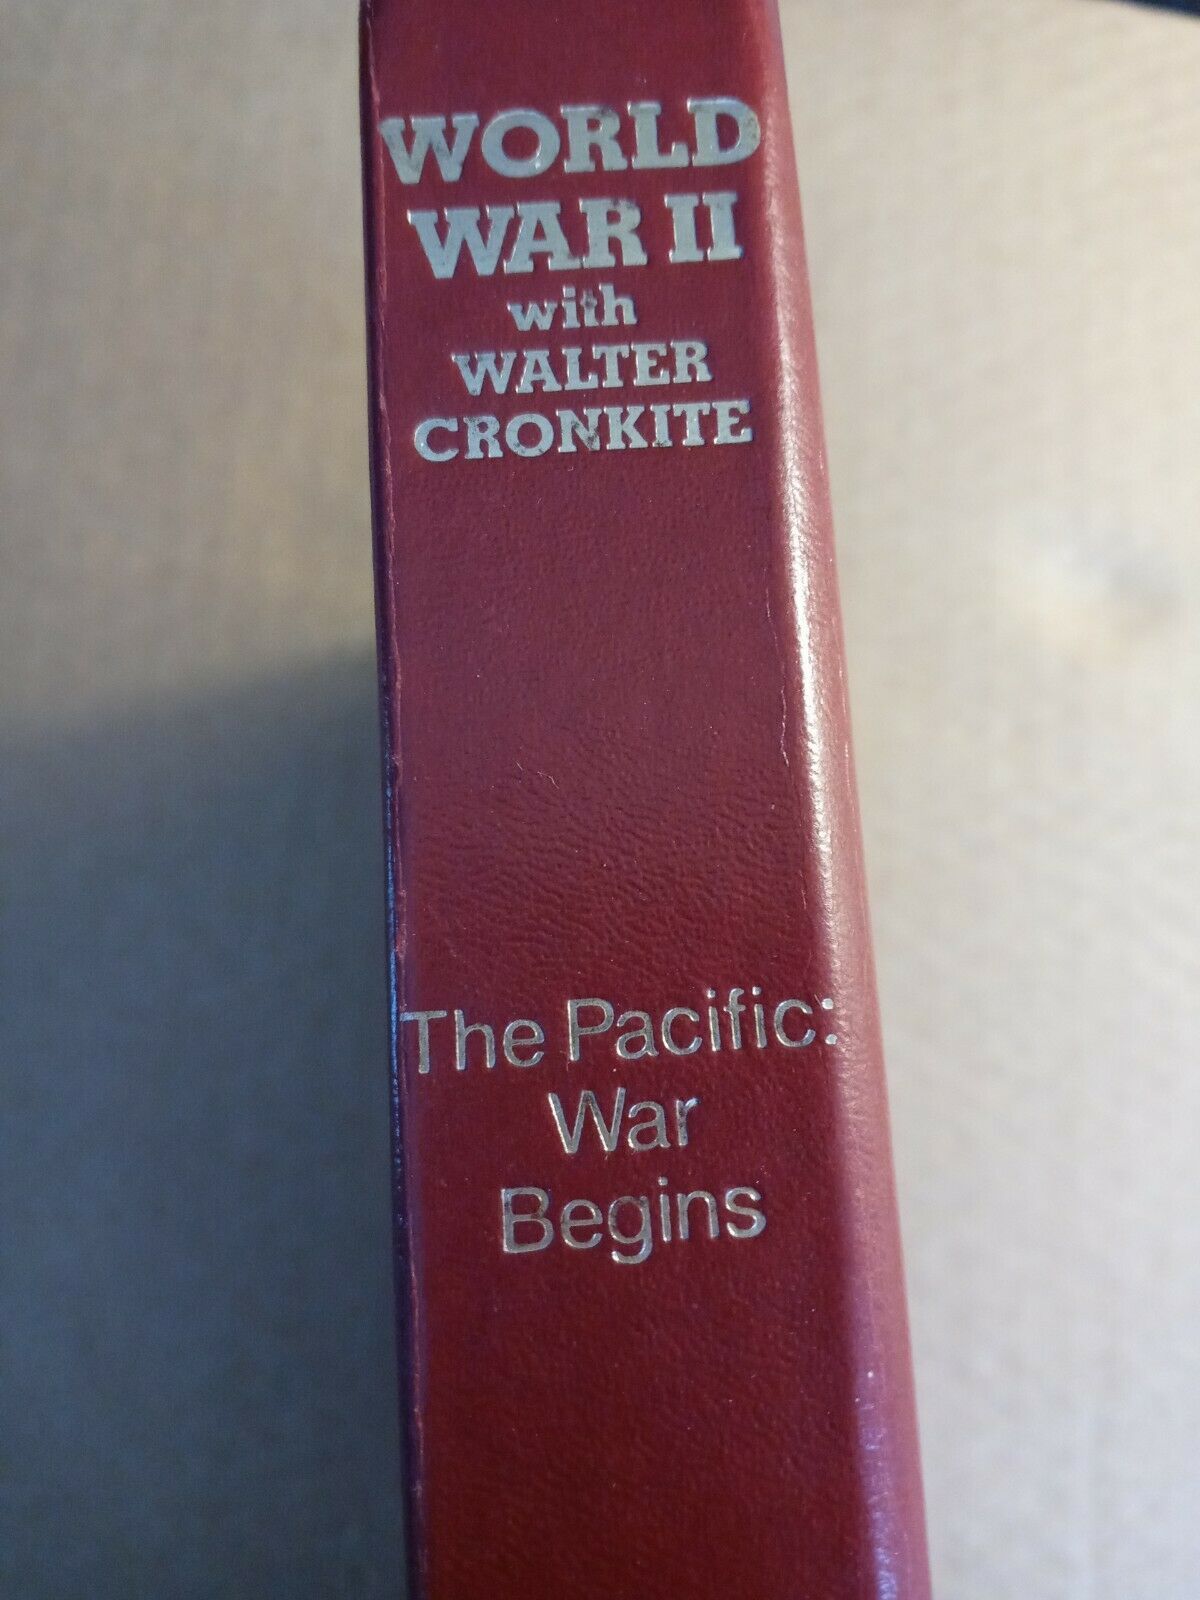 WORLD
WAR II
with
WALTER
CRONKITE
The Pacific:
War
Begins